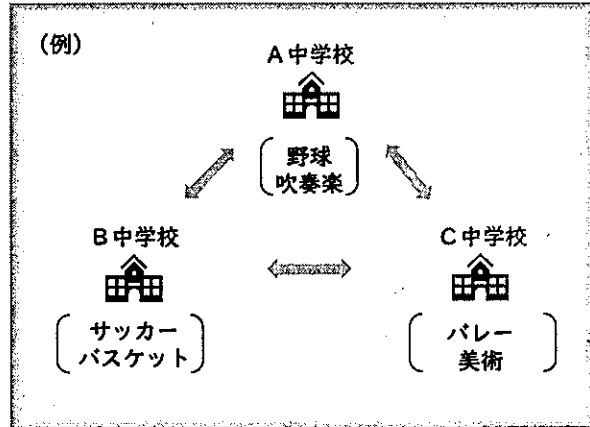 (例)
A中学校
野球
吹奏楽
B中学校
サッカー
バスケット
C中学校
バレー
美術